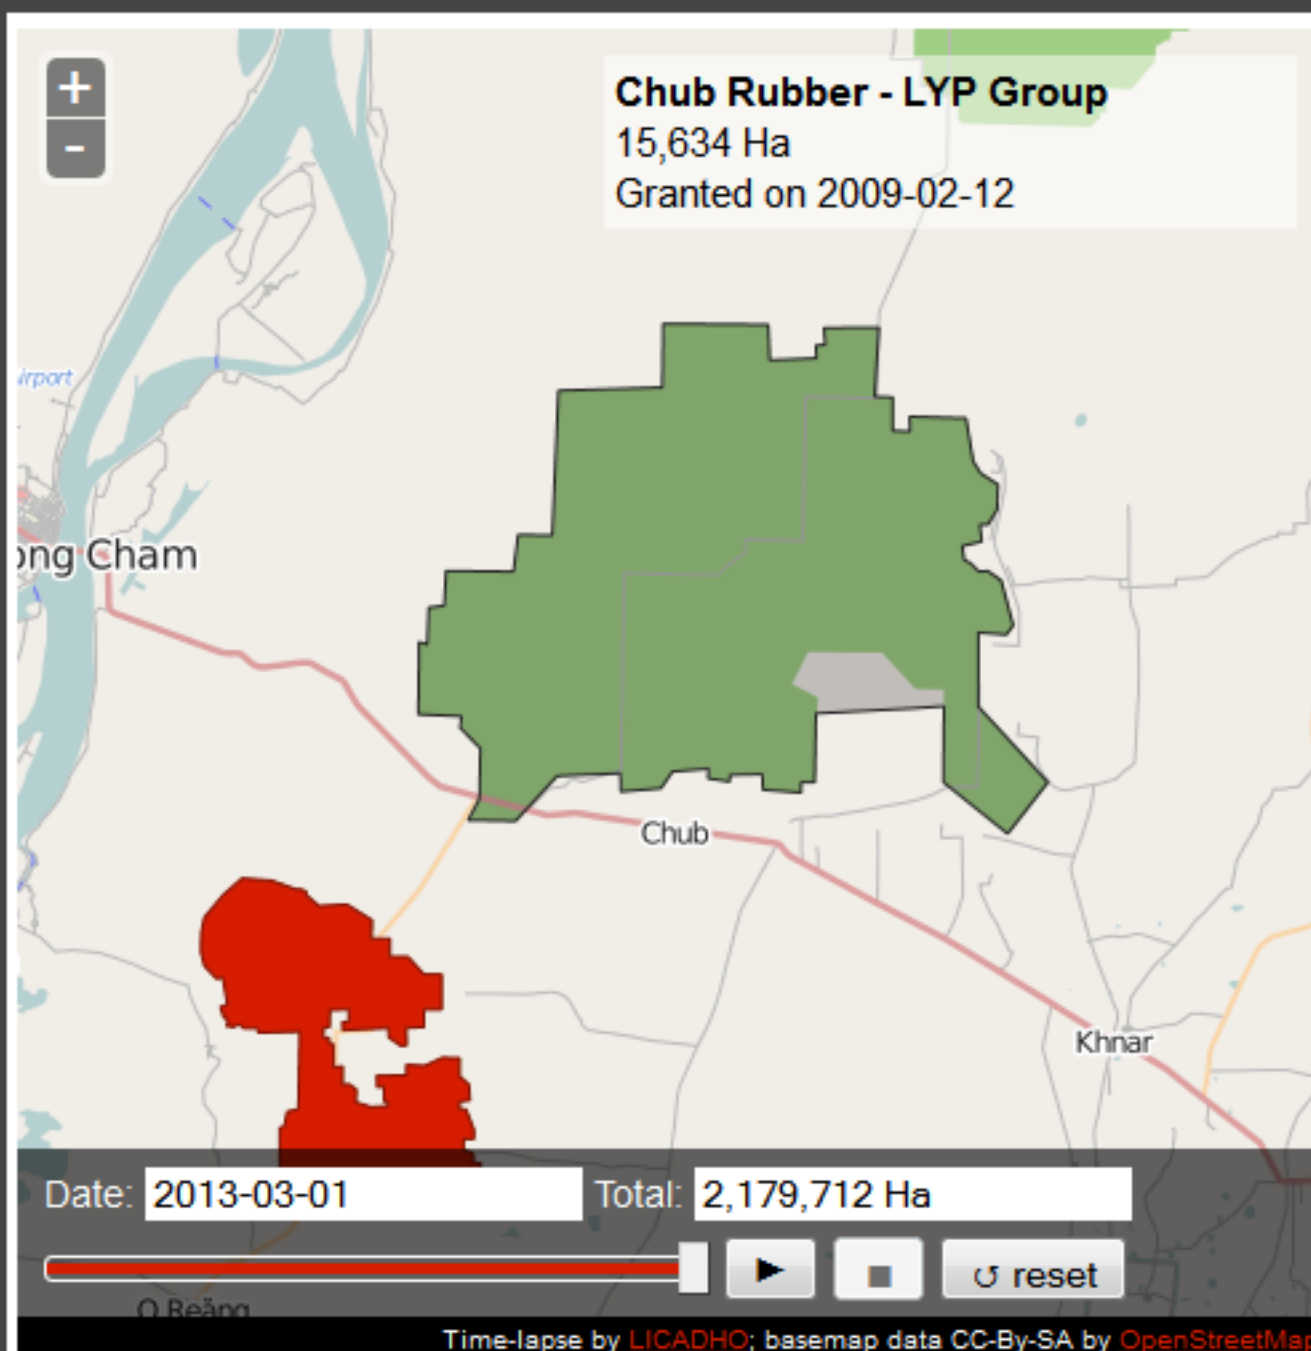 +
-
Chub Rubber - LYP Group
15,634 Ha
Granted on 2009-02-12
irport
ong Cham
Chub
Khnar
Date: 2013-03-01 Total: 2,179,712 Ha
reset
O Reăng
Time-lapse by LICADHO; basemap data CC-By-SA by OpenStreetMap